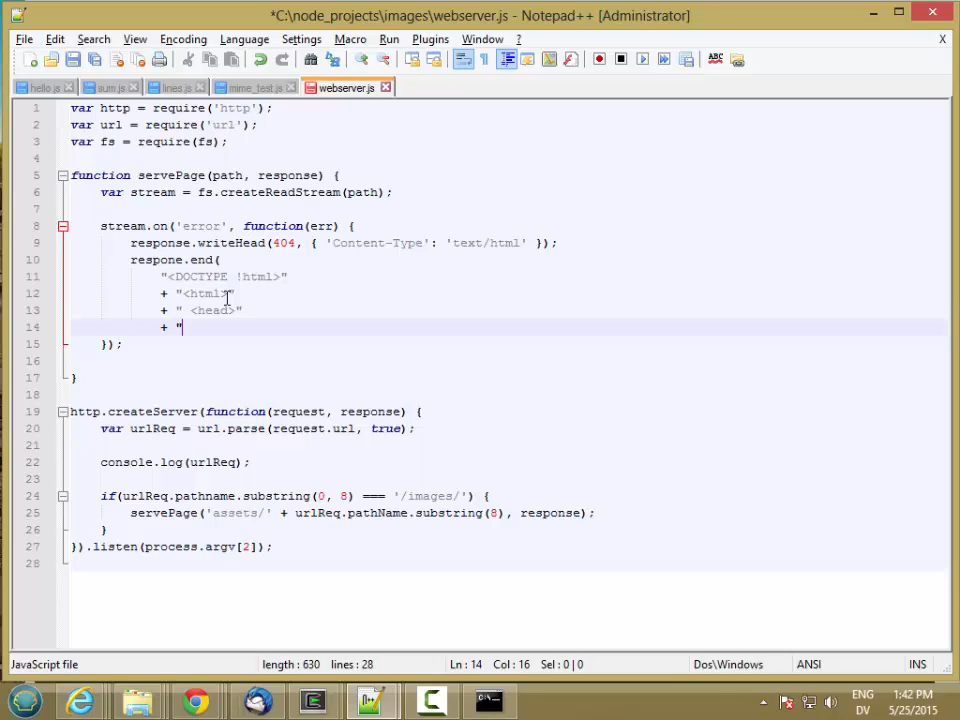 *C:\node_projects\images\webserver.js - Notepad++ [Administrator]
File Edit Search View Encoding Language Settings Macro Run Plugins Window ? X
hello.js sum.js lines.js mime_test.js webserver.js
1 var http = require('http');
2 var url = require('url');
3 var fs = require(fs);
4
5 function servePage(path, response) {
6 var stream = fs.createReadStream(path);
7
8 stream.on('error', function(err) {
9 response.writeHead(404, { 'Content-Type': 'text/html' });
10 respone.end(
11 "<DOCTYPE !html>"
12 + "<html>"
13 + " <head>"
14 + "
15 });
16
17 }
18
19 http.createServer(function(request, response) {
20 var urlReq = url.parse(request.url, true);
21
22 console.log(urlReq);
23
24 if(urlReq.pathname.substring(0, 8) === '/images/') {
25 servePage('assets/' + urlReq.pathName.substring(8), response);
26 }
27 }).listen(process.argv[2]);
28
JavaScript file length : 630 lines : 28 Ln : 14 Col : 16 Sel : 0 | 0 Dos\Windows ANSI INS
ENG 1:42 PM
DV 5/25/2015